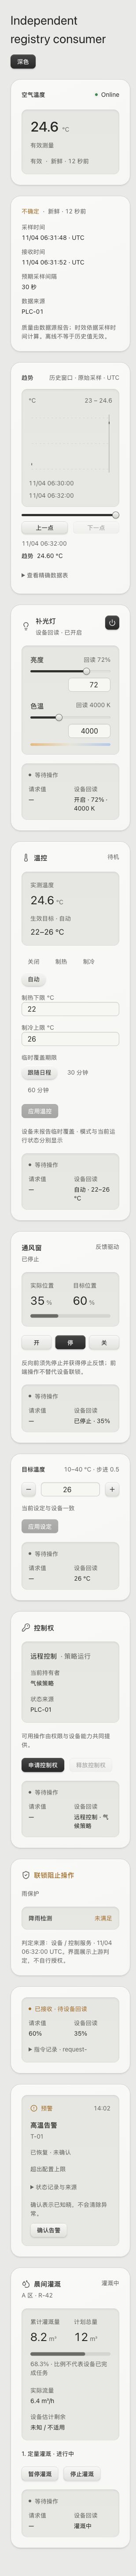 Independent
registry consumer
深色
空气温度
Online
24.6 °C
有效测量
有效 · 新鲜 · 12 秒前
不确定 · 新鲜 · 12 秒前
采样时间
11/04 06:31:48 · UTC
接收时间
11/04 06:31:52 · UTC
预期采样间隔
30 秒
数据来源
PLC-01
质量由数据源报告，时效依据采样时
间计算。离线不等于历史值无效。
趋势
历史窗口 · 原始采样 · UTC
°C
23 – 24.6
11/04 06:30:00
11/04 06:32:00
上一点
下一点
11/04 06:32:00
趋势 24.60 °C
▶ 查看精确数据表
补光灯
设备回读 · 已开启
亮度
回读 72%
72
色温
回读 4000 K
4000
等待操作
请求值
设备回读
—
开启 · 72% ·
4000 K
温控
待机
实测温度
24.6 °C
生效目标 · 自动
22–26 °C
关闭
制热
制冷
自动
制热下限 °C
22
制冷上限 °C
26
临时覆盖期限
跟随日程
30 分钟
60 分钟
应用温控
设备未报告临时覆盖 · 模式与当前运
行状态分别显示
等待操作
请求值
设备回读
—
自动 · 22–26
°C
通风窗
反馈驱动
已停止
实际位置
目标位置
35 %
60 %
开
停
关
反向前须先停止并获得停止反馈；前
端操作不替代设备联锁。
等待操作
请求值
设备回读
—
已停止 · 35%
目标温度
10–40 °C · 步进 0.5
−
26
+
当前设定与设备一致
应用设定
等待操作
请求值
设备回读
—
26 °C
控制权
远程控制 · 策略运行
当前持有者
气候策略
状态来源
PLC-01
可用操作由权限与设备能力共同提
供。
申请控制权
释放控制权
等待操作
请求值
设备回读
—
远程控制 · 气
候策略
联锁阻止操作
雨保护
降雨检测
未满足
判定来源：设备 / 控制服务 · 11/04
06:32:00 UTC。界面展示上游判
定，不自行授权。
已接收 · 待设备回读
请求值
设备回读
60%
35%
▶ 指令记录 · request-
预警
14:02
高温告警
T-01
已恢复 · 未确认
超出配置上限
▶ 状态记录与来源
确认表示已知晓，不会清除异
常。
确认告警
晨间灌溉
灌溉中
A 区 · R-42
累计灌溉量
计划总量
8.2 m³
12 m³
68.3% · 比例不代表设备已完
成任务
实际流量
6.4 m³/h
设备估计剩余
未知 / 不适用
1. 定量灌溉 · 进行中
暂停灌溉
停止灌溉
等待操作
请求值
设备回读
—
灌溉中